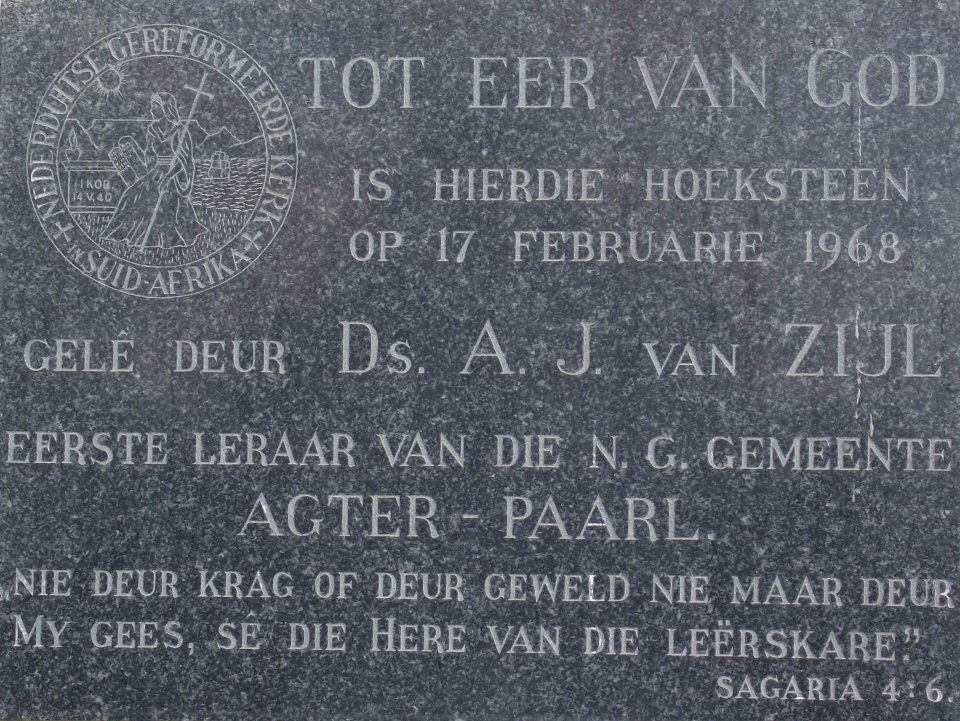 NEDERDUITSE GEREFORMEERDE KERK
IN SUID-AFRIKA
I KOR
14 V. 40
TOT EER VAN GOD
IS HIERDIE HOEKSTEEN
OP 17 FEBRUARIE 1968
GELÊ DEUR DS. A. J. VAN ZIJL
EERSTE LERAAR VAN DIE N. G. GEMEENTE
AGTER - PAARL.
„NIE DEUR KRAG OF DEUR GEWELD NIE MAAR DEUR
MY GEES, SÊ DIE HERE VAN DIE LEËRSKARE."
SAGARIA 4:6.